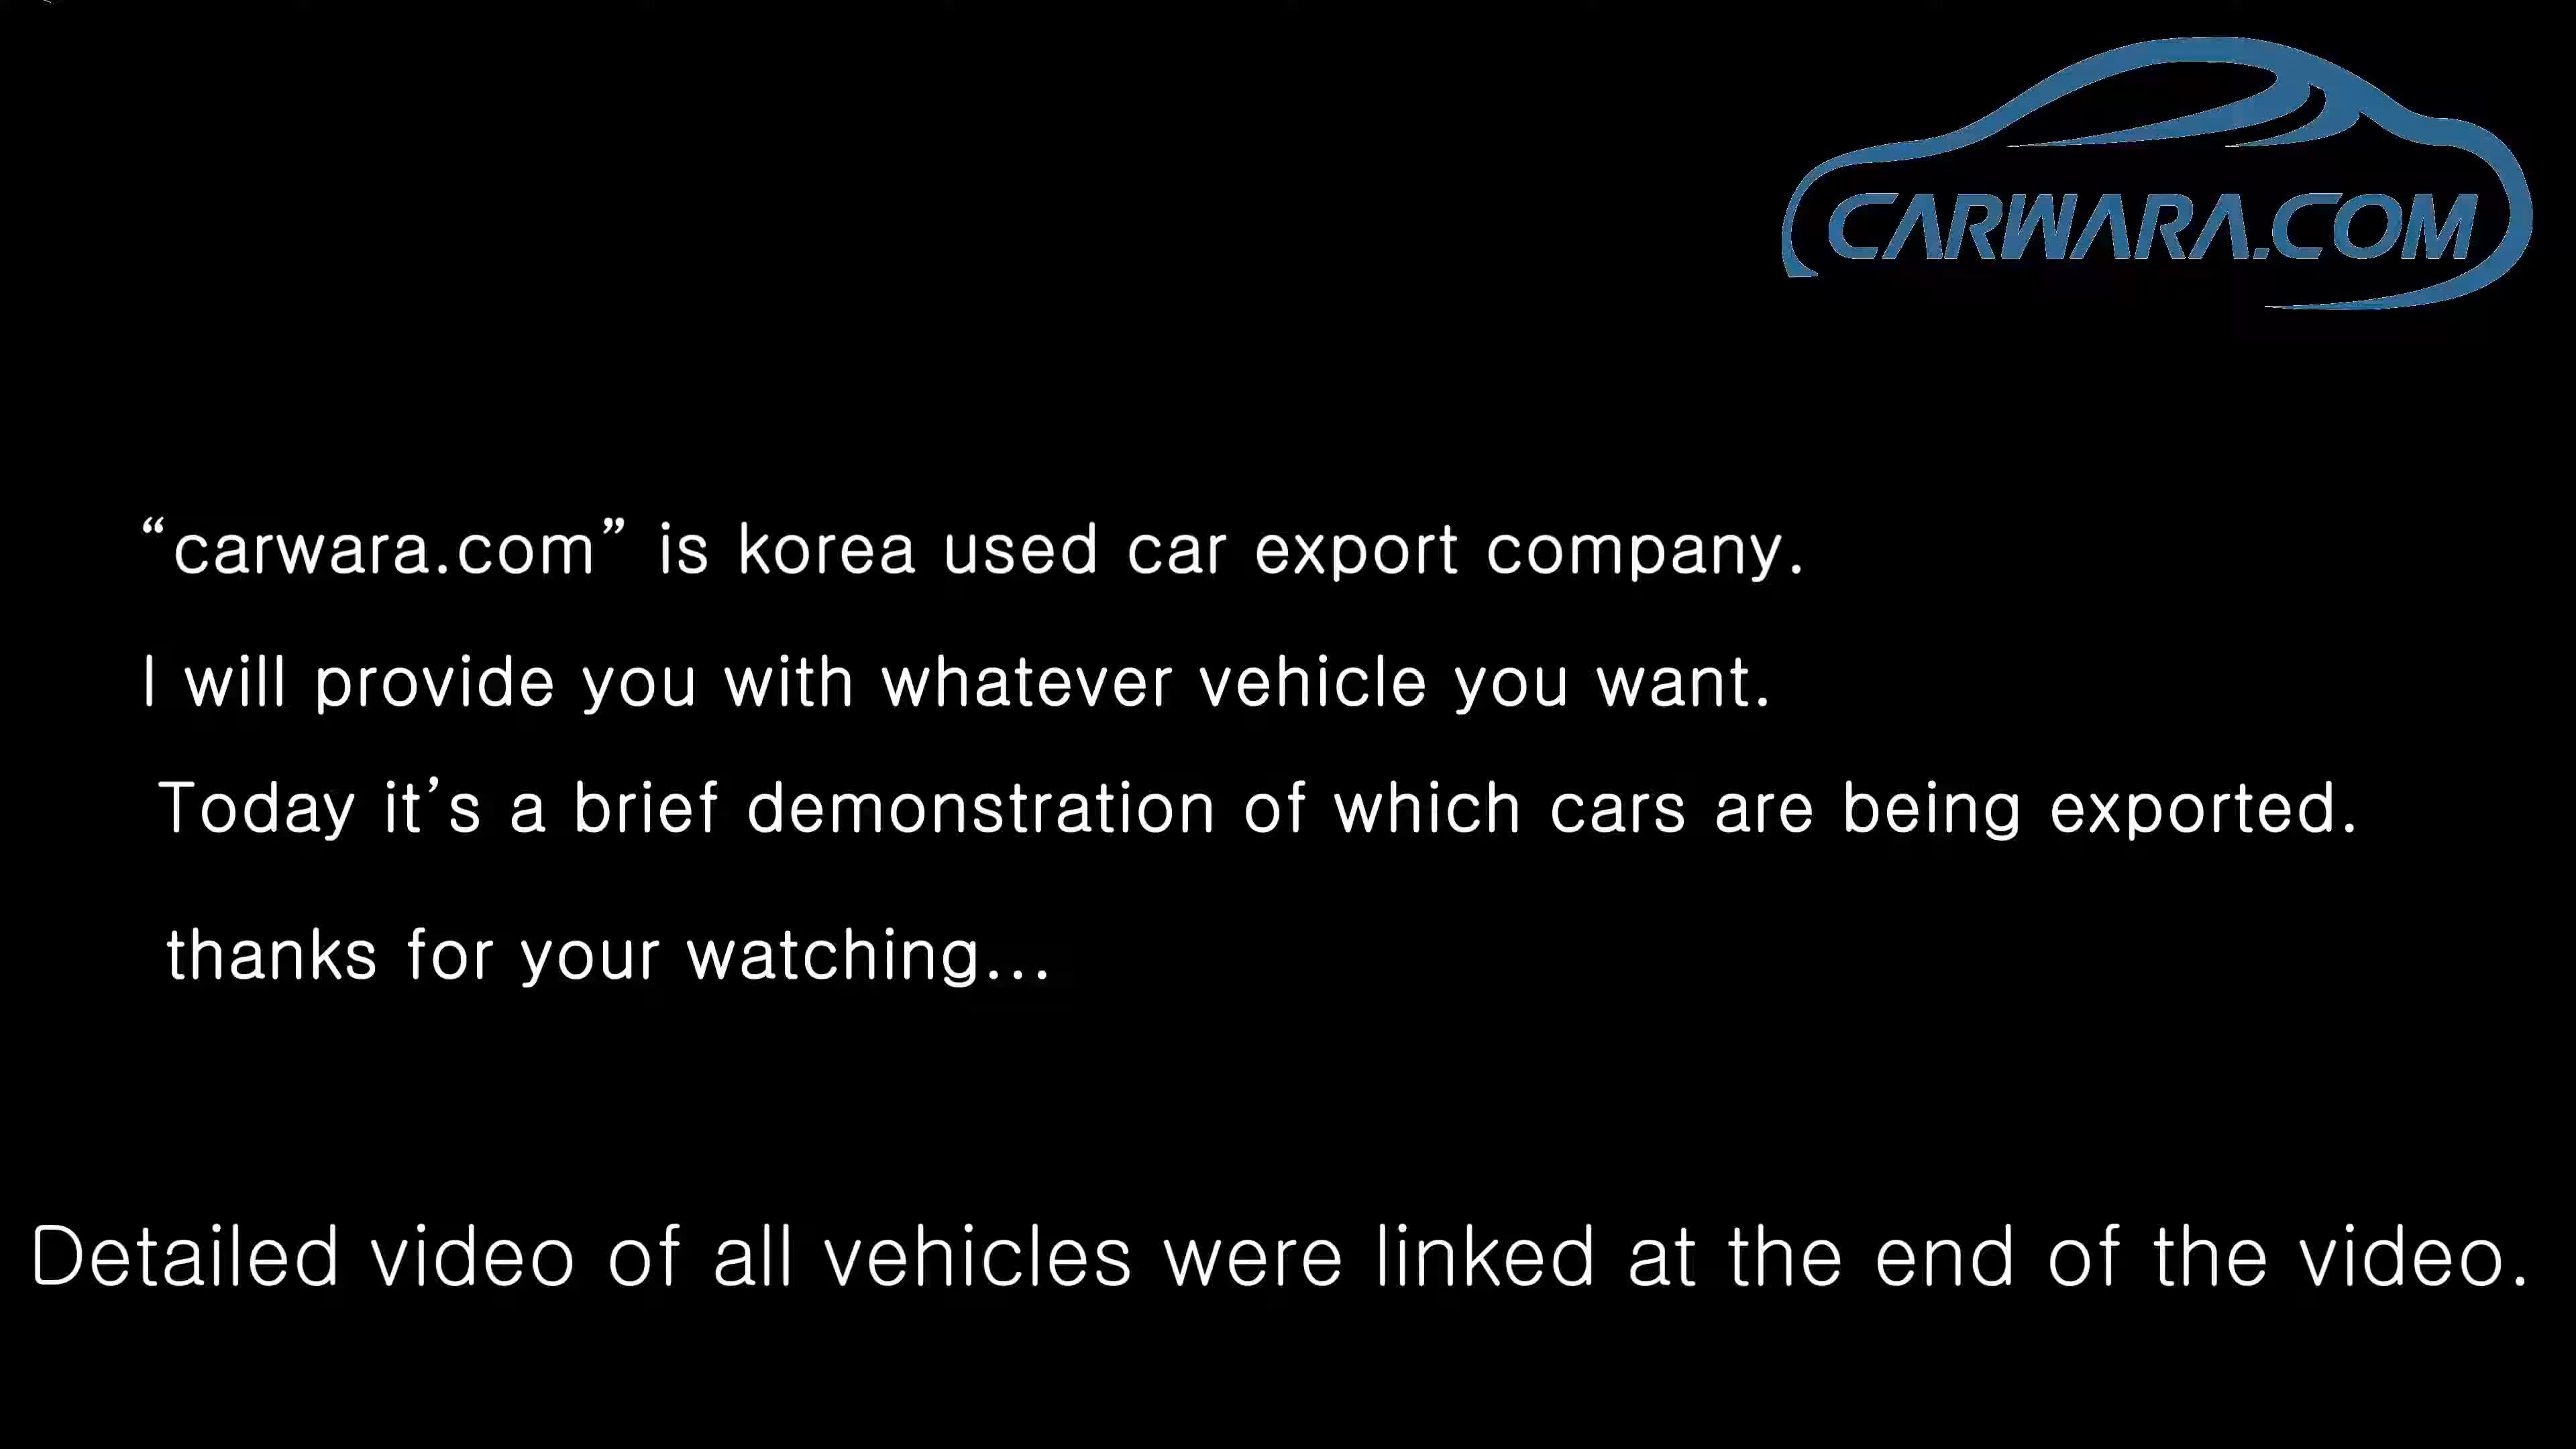 CARWARA.COM
“carwara.com” is korea used car export company.
I will provide you with whatever vehicle you want.
Today it’s a brief demonstration of which cars are being exported.
thanks for your watching...
Detailed video of all vehicles were linked at the end of the video.